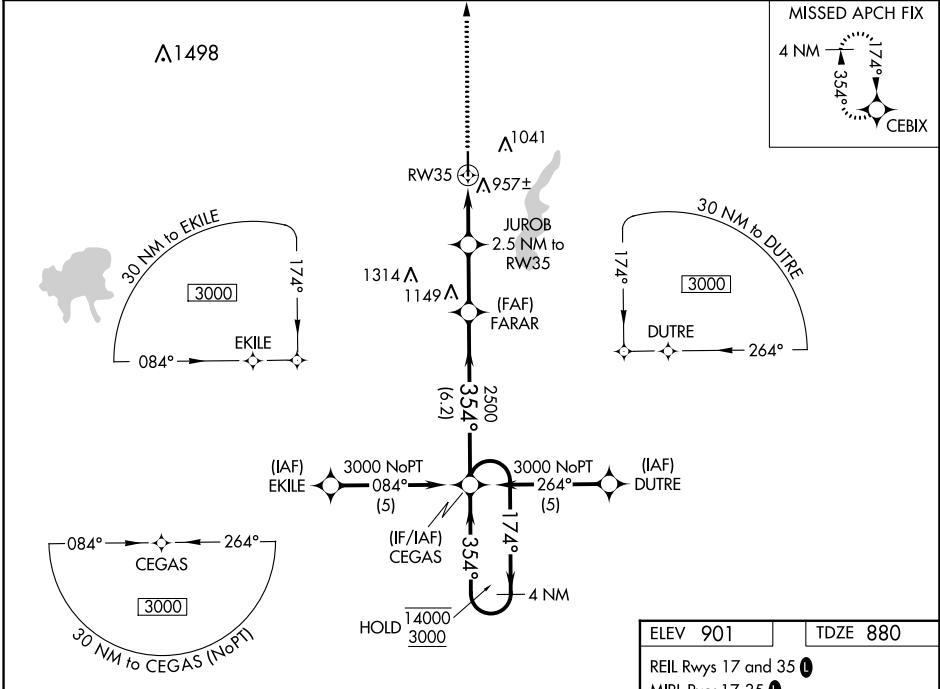 MISSED APCH FIX
4 NM
174°
354°
CEBIX
1498
1041
RW35
957±
JUROB
2.5 NM to
RW35
1314
1149
(FAF)
FARAR
30 NM to EKILE
174°
3000
EKILE
084°
30 NM to DUTRE
174°
3000
DUTRE
264°
2500
354°
(6.2)
(IAF)
EKILE
3000 NoPT
084°
(5)
3000 NoPT
264°
(5)
(IAF)
DUTRE
(IF/IAF)
CEGAS
354°
174°
4 NM
HOLD
14000
3000
084°
264°
CEGAS
3000
30 NM to CEGAS (NoPT)
ELEV 901
TDZE 880
REIL Rwys 17 and 35 L